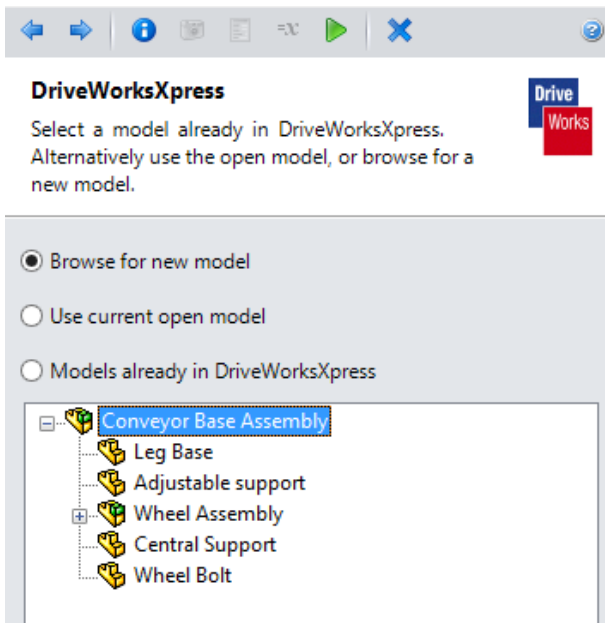 =x
?
DriveWorksXpress
Drive
Works
Select a model already in DriveWorksXpress.
Alternatively use the open model, or browse for a
new model.
Browse for new model
Use current open model
Models already in DriveWorksXpress
Conveyor Base Assembly
Leg Base
Adjustable support
Wheel Assembly
Central Support
Wheel Bolt